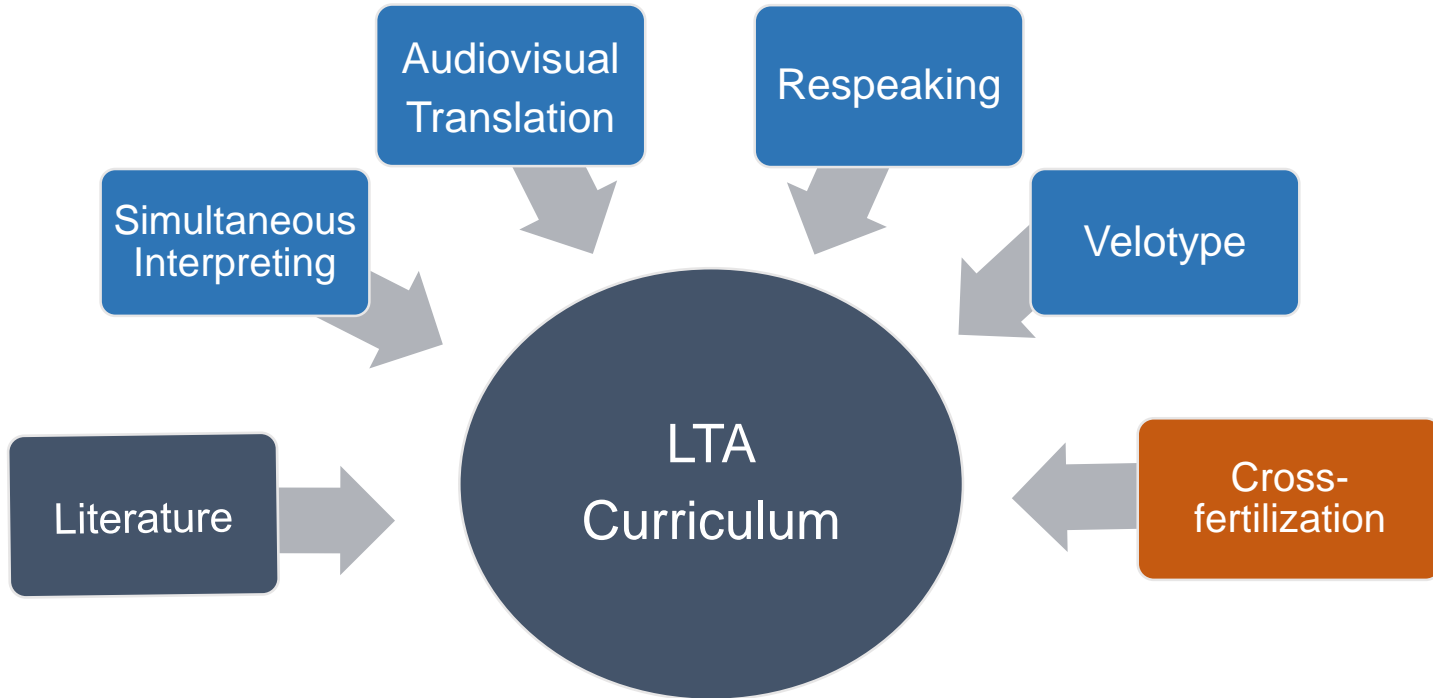 Audiovisual
Translation
Respeaking
Simultaneous
Interpreting
Velotype
LTA
Curriculum
Literature
Cross-
fertilization